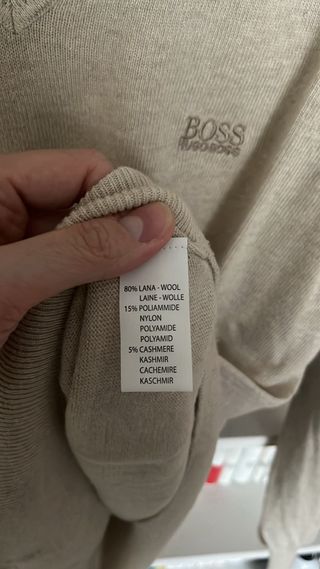 BOSS
HUGO BOSS
80% LANA - WOOL
LAINE - WOLLE
15% POLIAMMIDE
NYLON
POLYAMIDE
POLYAMID
5% CASHMERE
KASHMIR
CACHEMIRE
KASCHMIR